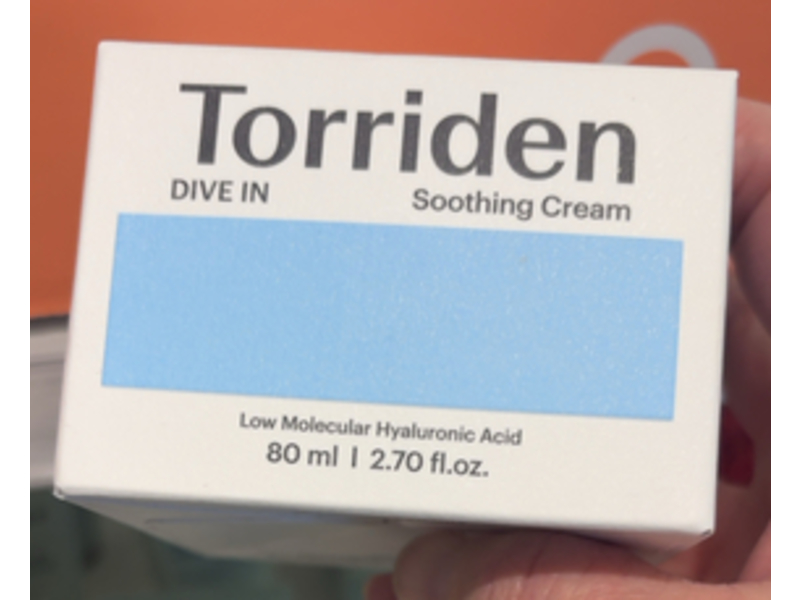 Torriden
DIVE IN Soothing Cream
Low Molecular Hyaluronic Acid
80 ml | 2.70 fl.oz.